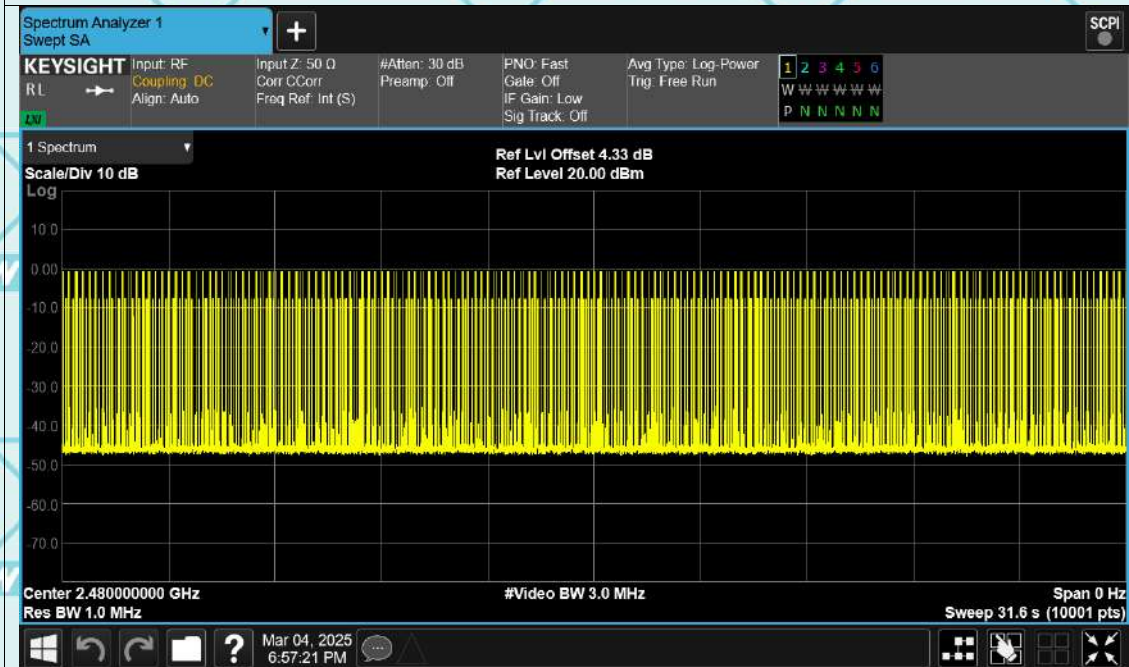 Spectrum Analyzer 1
Swept SA
+
SCPI
KEYSIGHT
RL
LXI
Input: RF
Coupling: DC
Align: Auto
Input Z: 50 Ω
Corr CCorr
Freq Ref: Int (S)
#Atten: 30 dB
Preamp: Off
PNO: Fast
Gate: Off
IF Gain: Low
Sig Track: Off
Avg Type: Log-Power
Trig: Free Run
1 2 3 4 5 6
W W W W W W
P N N N N N
1 Spectrum
Scale/Div 10 dB
Ref Lvl Offset 4.33 dB
Ref Level 20.00 dBm
Log
10.0
0.00
-10.0
-20.0
-30.0
-40.0
-50.0
-60.0
-70.0
Center 2.480000000 GHz
#Video BW 3.0 MHz
Span 0 Hz
Res BW 1.0 MHz
Sweep 31.6 s (10001 pts)
?
Mar 04, 2025
6:57:21 PM